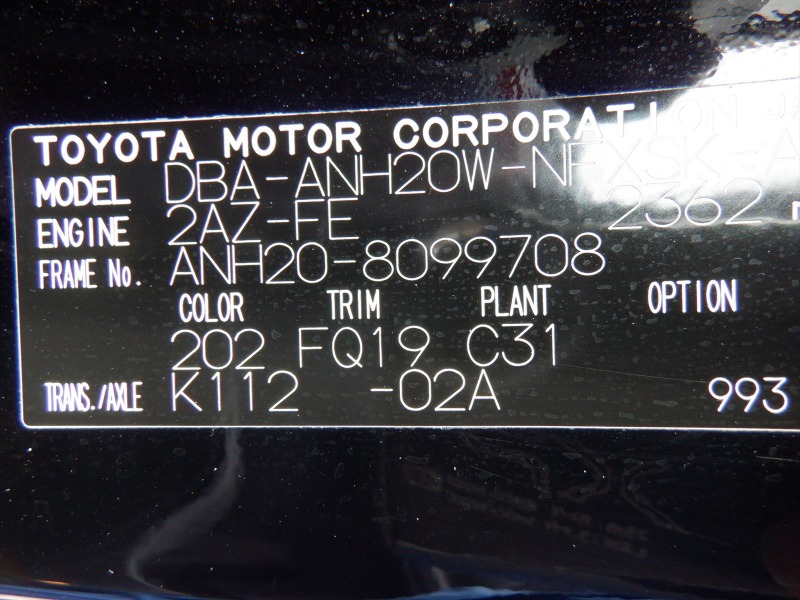 TOYOTA MOTOR CORPORATION
MODEL DBA-ANH20W-NFXSK-A
ENGINE 2AZ-FE 2362
FRAME No. ANH20-8099708
COLOR TRIM PLANT OPTION
202 FQ19 C31
TRANS./AXLE K112 -02A 993